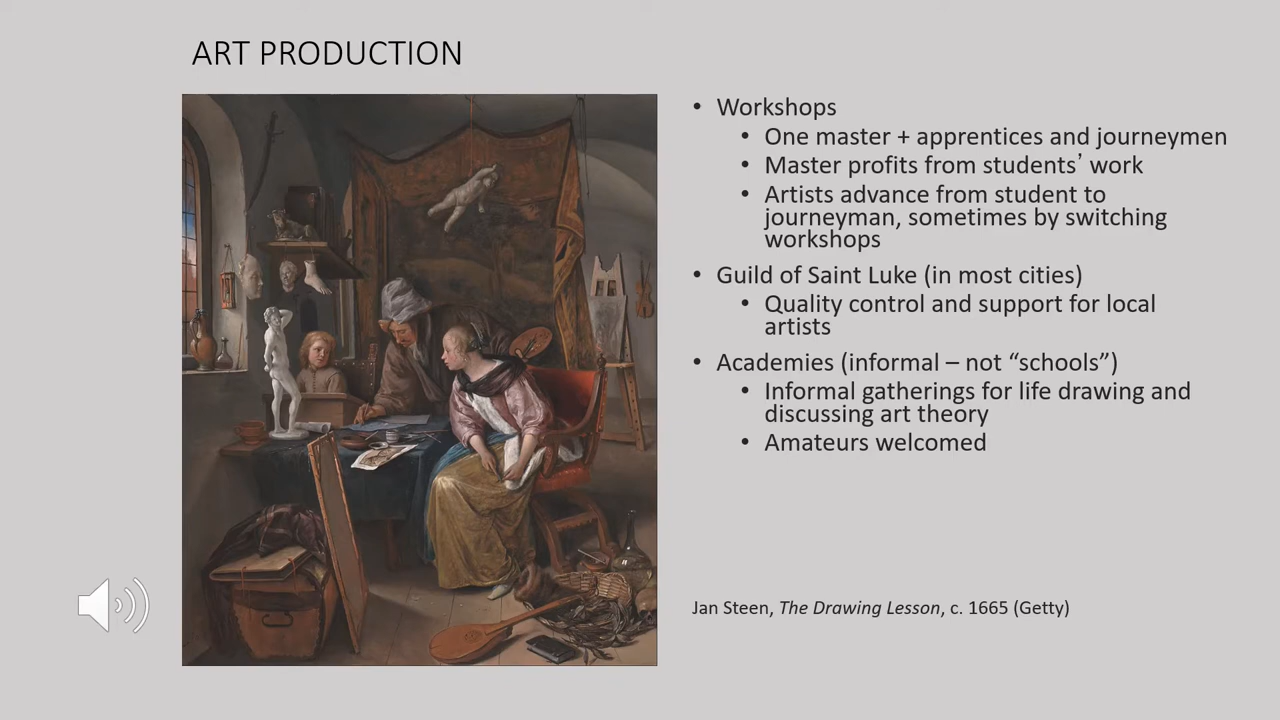 ART PRODUCTION
• Workshops
• One master + apprentices and journeymen
• Master profits from students’ work
• Artists advance from student to
journeyman, sometimes by switching
workshops
• Guild of Saint Luke (in most cities)
• Quality control and support for local
artists
• Academies (informal – not “schools”)
• Informal gatherings for life drawing and
discussing art theory
• Amateurs welcomed
Jan Steen, The Drawing Lesson, c. 1665 (Getty)